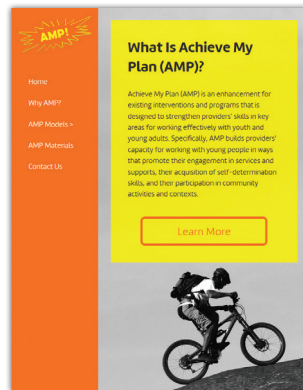 AMP!
Home
Why AMP?
AMP Models >
AMP Materials
Contact Us
What Is Achieve My
Plan (AMP)?
Achieve My Plan (AMP) is an enhancement for
existing interventions and programs that is
designed to strengthen providers' skills in key
areas for working effectively with youth and
young adults. Specifically, AMP builds providers'
capacity for working with young people in ways
that promote their engagement in services and
supports, their acquisition of self-determination
skills, and their participation in community
activities and contexts.
Learn More